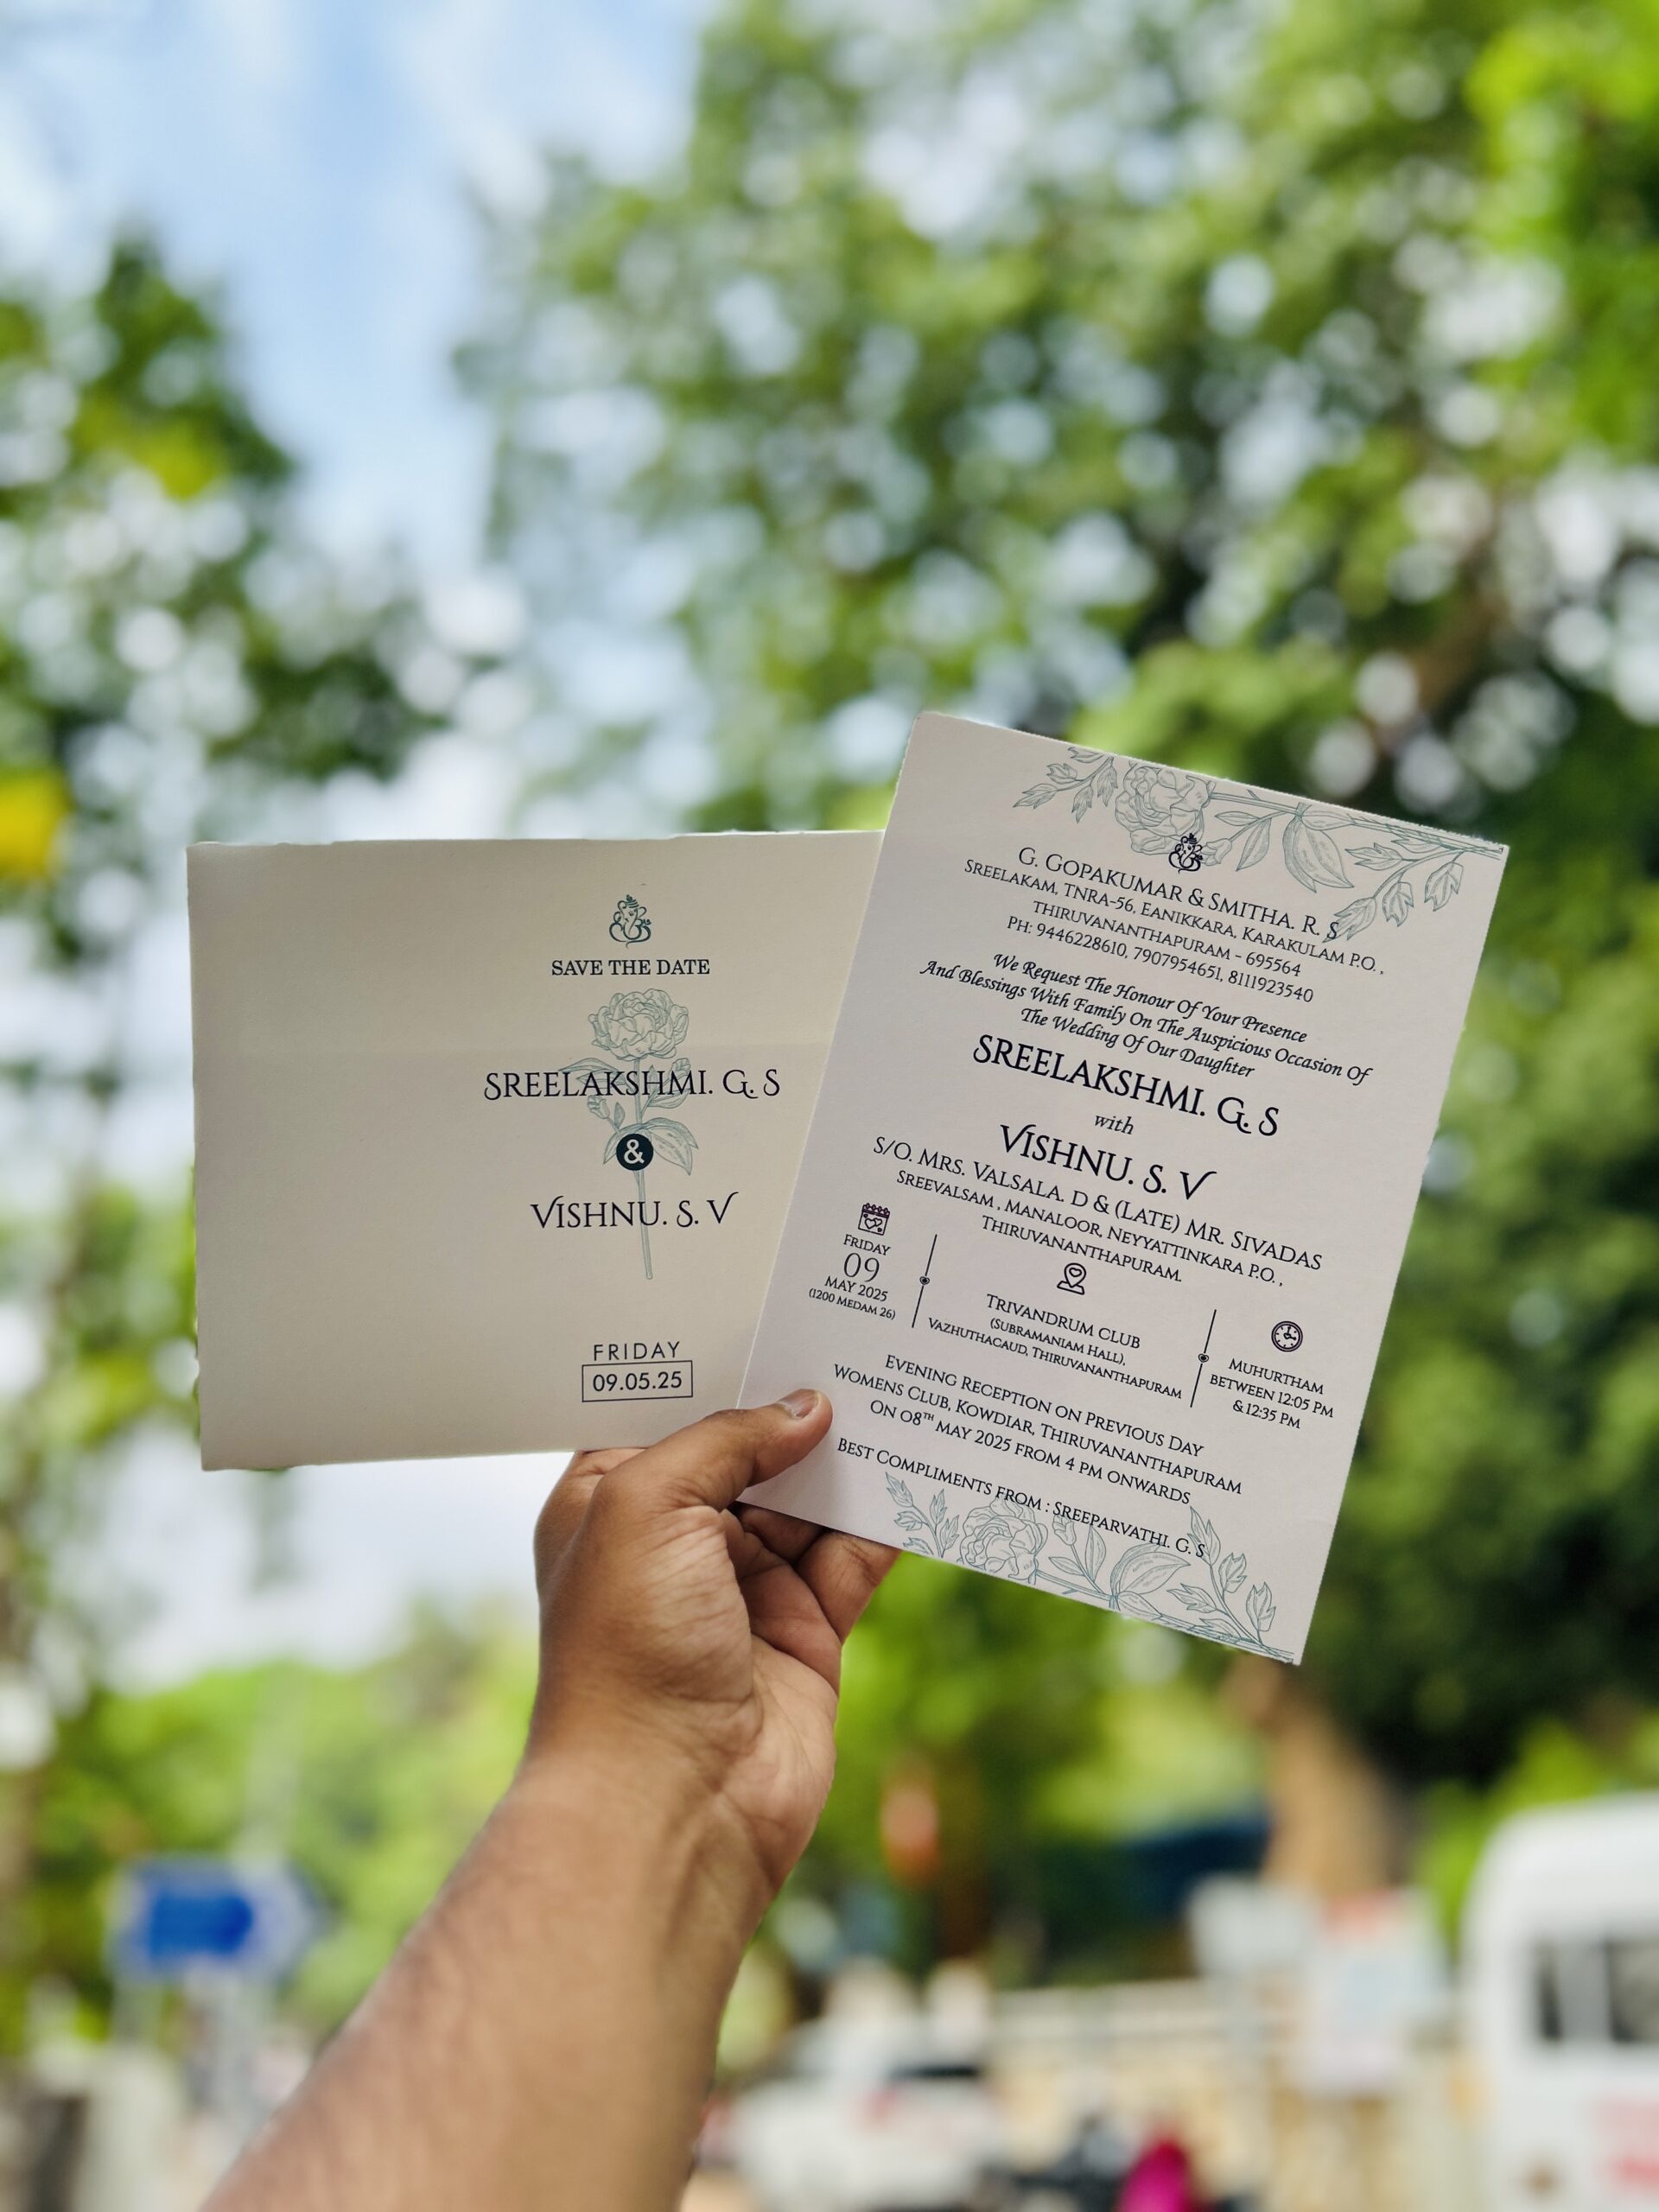 SAVE THE DATE
SREELAKSHMI. G. S
&
VISHNU. S. V
FRIDAY
09.05.25
G. GOPAKUMAR & SMITHA. R. S
SREELAKAM, TNRA-56, EANIKKARA, KARAKULAM P.O.,
THIRUVANANTHAPURAM - 695564
PH: 9446228610, 7907954651, 8111923540
We Request The Honour Of Your Presence
And Blessings With Family On The Auspicious Occasion Of
The Wedding Of Our Daughter
SREELAKSHMI. G. S
with
VISHNU. S. V
S/O. MRS. VALSALA. D & (LATE) MR. SIVADAS
SREEVALSAM , MANALOOR, NEYYATTINKARA P.O. ,
THIRUVANANTHAPURAM.
FRIDAY
09
MAY 2025
(1200 MEDAM 26)
TRIVANDRUM CLUB
(SUBRAMANIAM HALL),
VAZHUTHACAUD, THIRUVANANTHAPURAM
MUHURTHAM
BETWEEN 12:05 PM
&12:35 PM
EVENING RECEPTION ON PREVIOUS DAY
WOMENS CLUB, KOWDIAR, THIRUVANANTHAPURAM
ON 08TH MAY 2025 FROM 4 PM ONWARDS
BEST COMPLIMENTS FROM : SREEPARVATHI. G. S